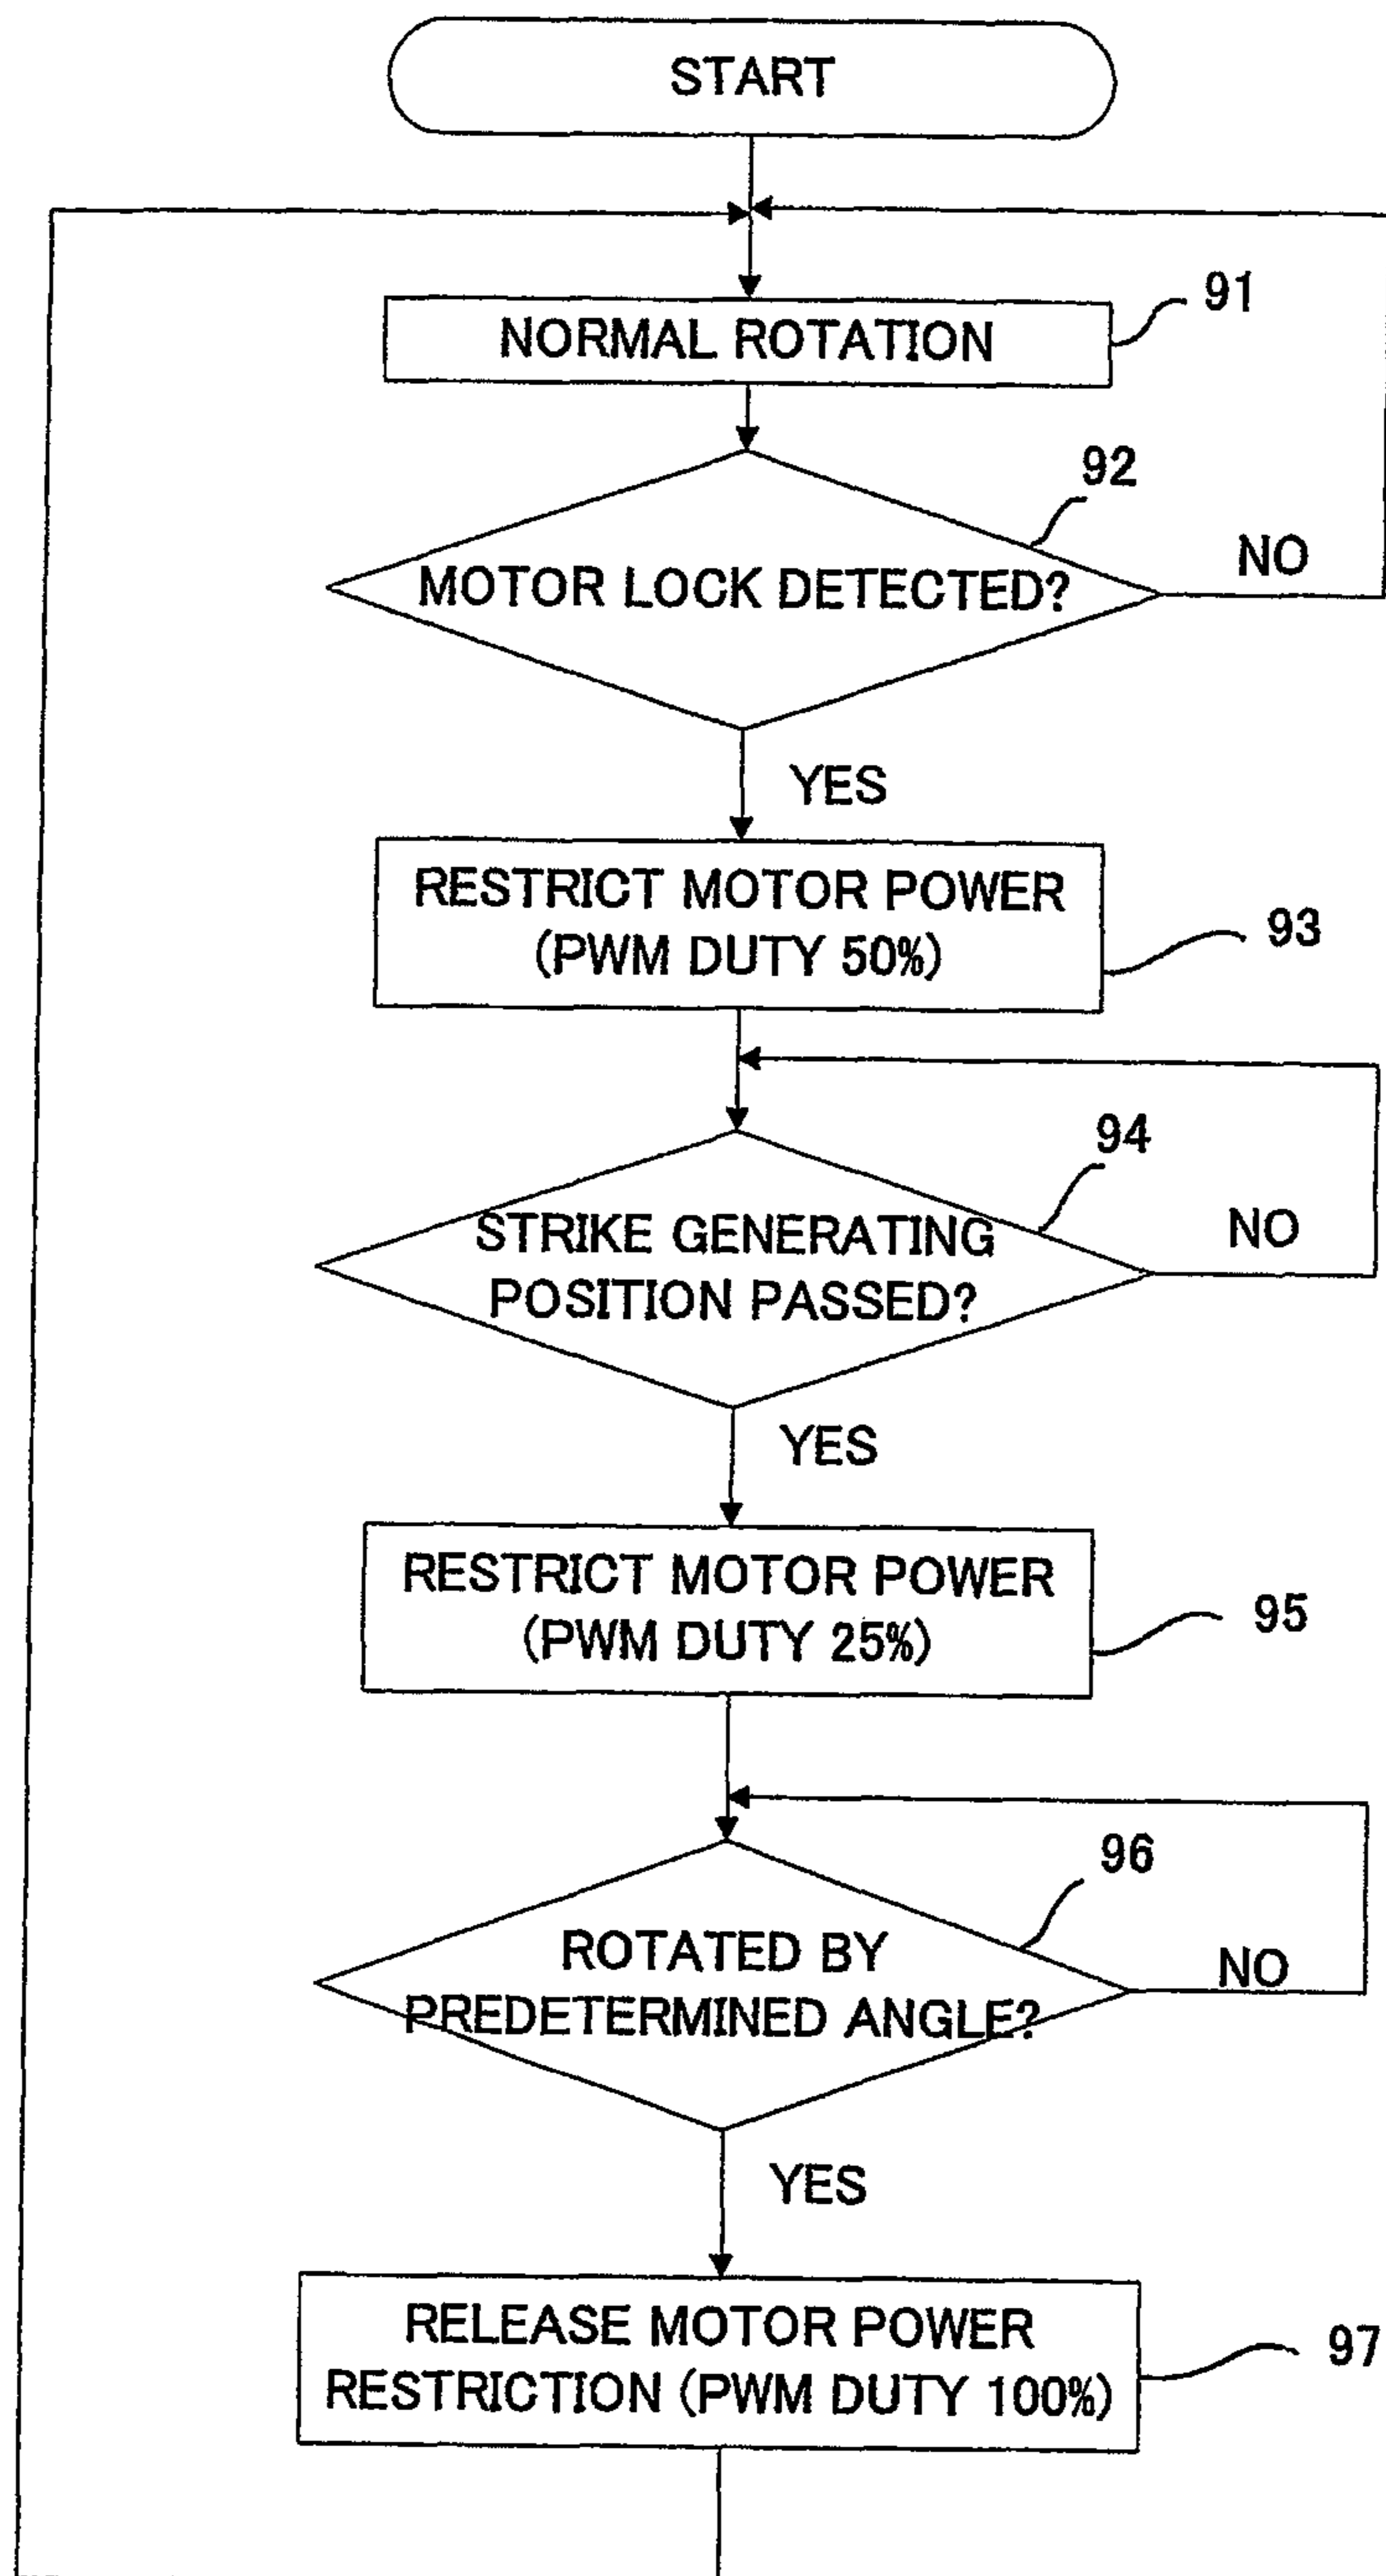 START
91
NORMAL ROTATION
92
MOTOR LOCK DETECTED?
NO
YES
RESTRICT MOTOR POWER
(PWM DUTY 50%)
93
94
STRIKE GENERATING
POSITION PASSED?
NO
YES
RESTRICT MOTOR POWER
(PWM DUTY 25%)
95
96
ROTATED BY
PREDETERMINED ANGLE?
NO
YES
RELEASE MOTOR POWER
RESTRICTION (PWM DUTY 100%)
97